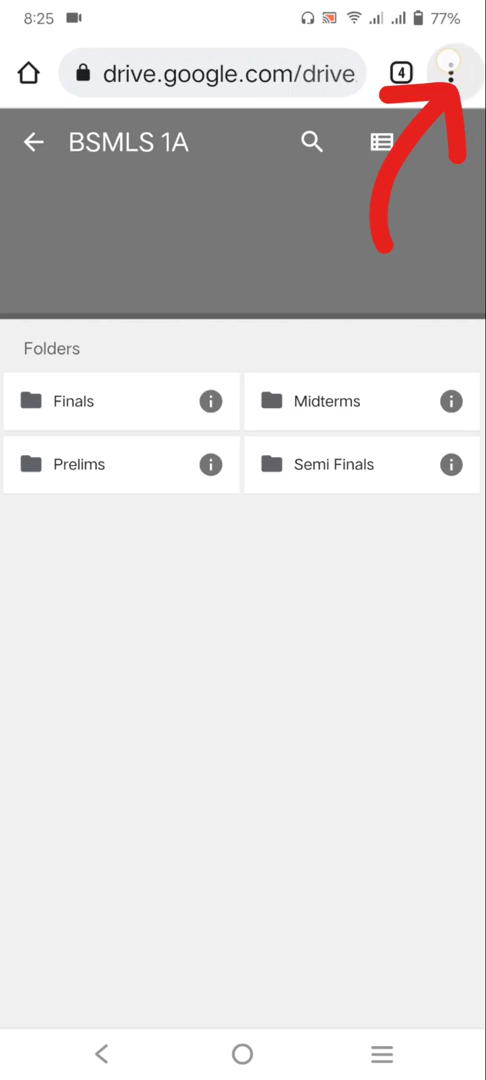 8:25 77%
drive.google.com/drive 4
BSMLS 1A
Folders
Finals Midterms
Prelims Semi Finals